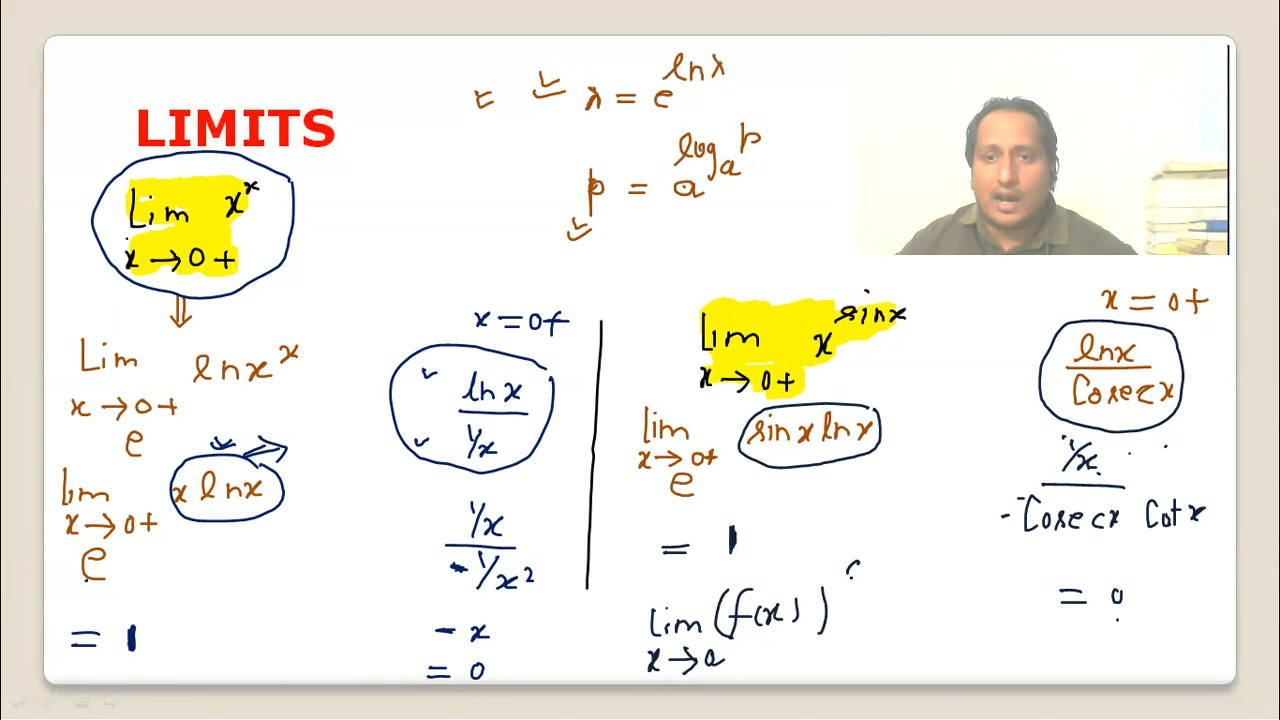 LIMITS
x = e^ln x
p = a^log_a p
Lim x^x
x → 0+
Lim ln x^x
x → 0+
e
lim x ln x
x → 0+
e
= 1
x = 0+
ln x
1/x
1/x
- 1/x²
- x
= 0
Lim x^sin x
x → 0+
lim sin x ln x
x → 0+
e
= 1
lim (f(x))
x → a
x = 0+
ln x
Cosec x
1/x
- Cosec x Cot x
= 0